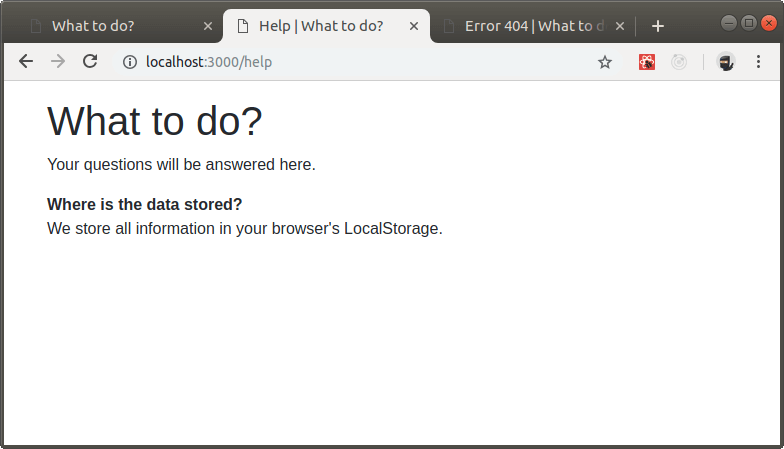 What to do?
Help | What to do?
Error 404 | What to d
localhost:3000/help
What to do?
Your questions will be answered here.
Where is the data stored?
We store all information in your browser's LocalStorage.